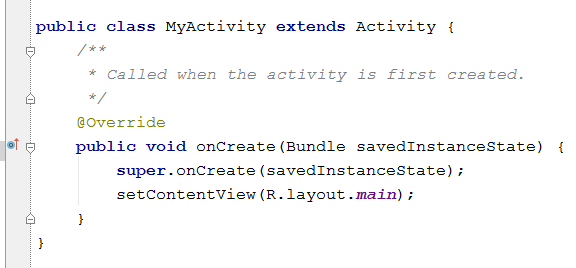 public class MyActivity extends Activity {
/**
* Called when the activity is first created.
*/
@Override
public void onCreate(Bundle savedInstanceState) {
super.onCreate(savedInstanceState);
setContentView(R.layout.main);
}
}